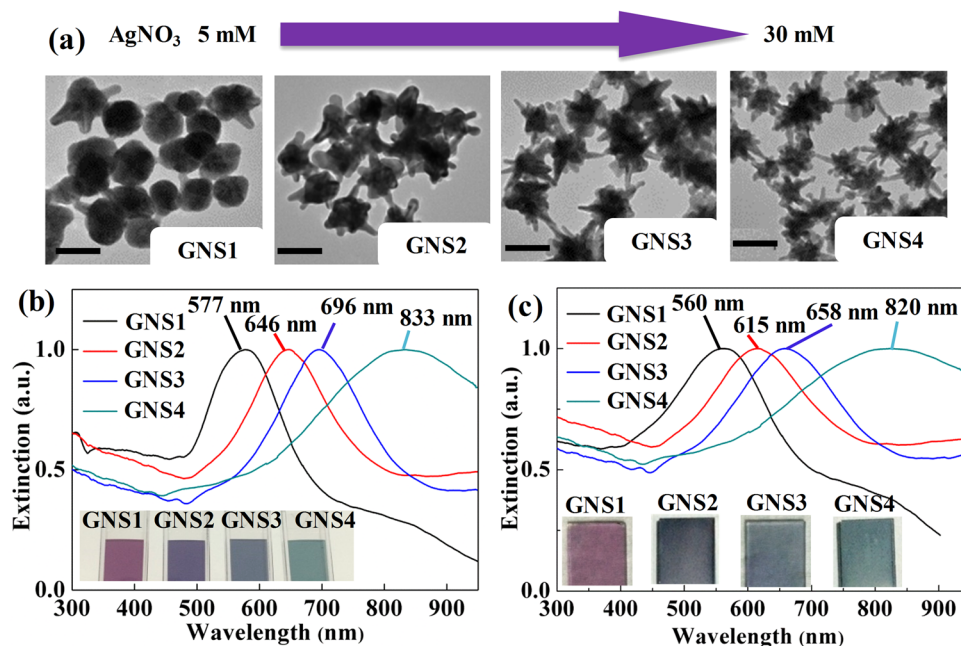 (a) AgNO₃ 5 mM 30 mM
GNS1 GNS2 GNS3 GNS4
(b)
577 nm
646 nm
696 nm
833 nm
GNS1
GNS2
GNS3
GNS4
Extinction (a.u.)
1.0
0.5
0.0
GNS1 GNS2 GNS3 GNS4
300 400 500 600 700 800 900
Wavelength (nm)
(c)
560 nm
615 nm
658 nm
820 nm
GNS1
GNS2
GNS3
GNS4
Extinction (a.u.)
1.0
0.5
0.0
GNS1 GNS2 GNS3 GNS4
300 400 500 600 700 800 900
Wavelength (nm)